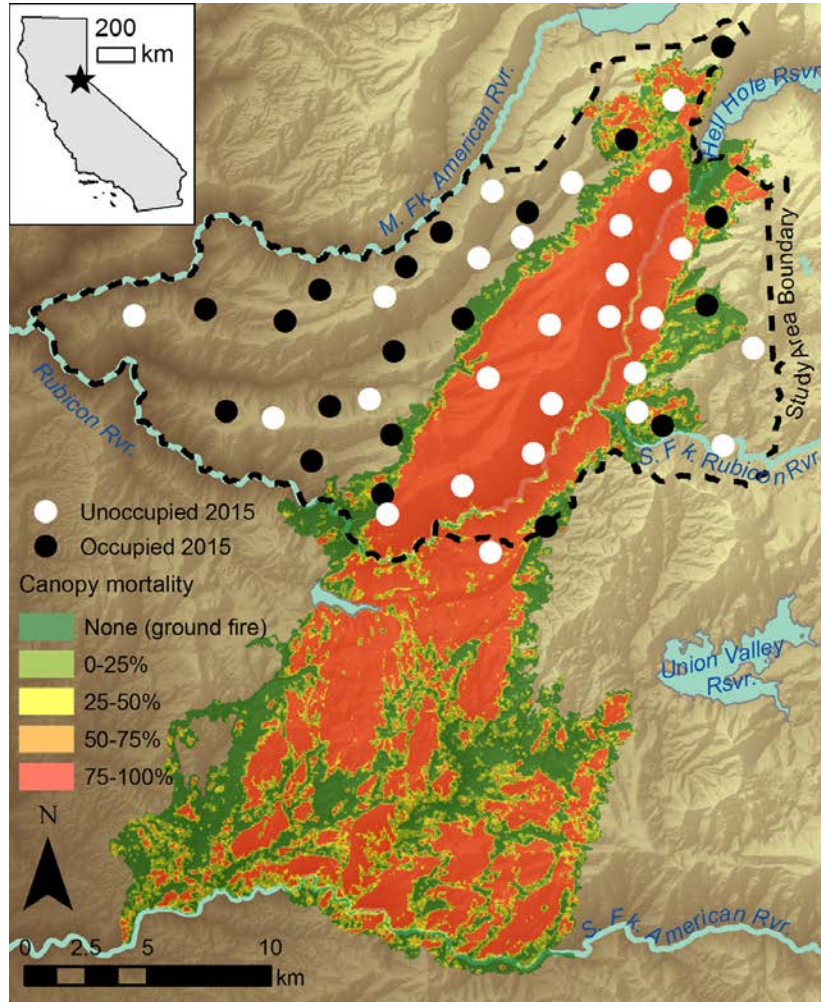 200
km
M. Fk. American Rvr.
Hell Hole Rsvr.
Study Area Boundary
Rubicon Rvr.
S. Fk. Rubicon Rvr.
Unoccupied 2015
Occupied 2015
Canopy mortality
None (ground fire)
0-25%
25-50%
50-75%
75-100%
Union Valley
Rsvr.
N
S. Fk. American Rvr.
0 2.5 5 10
km